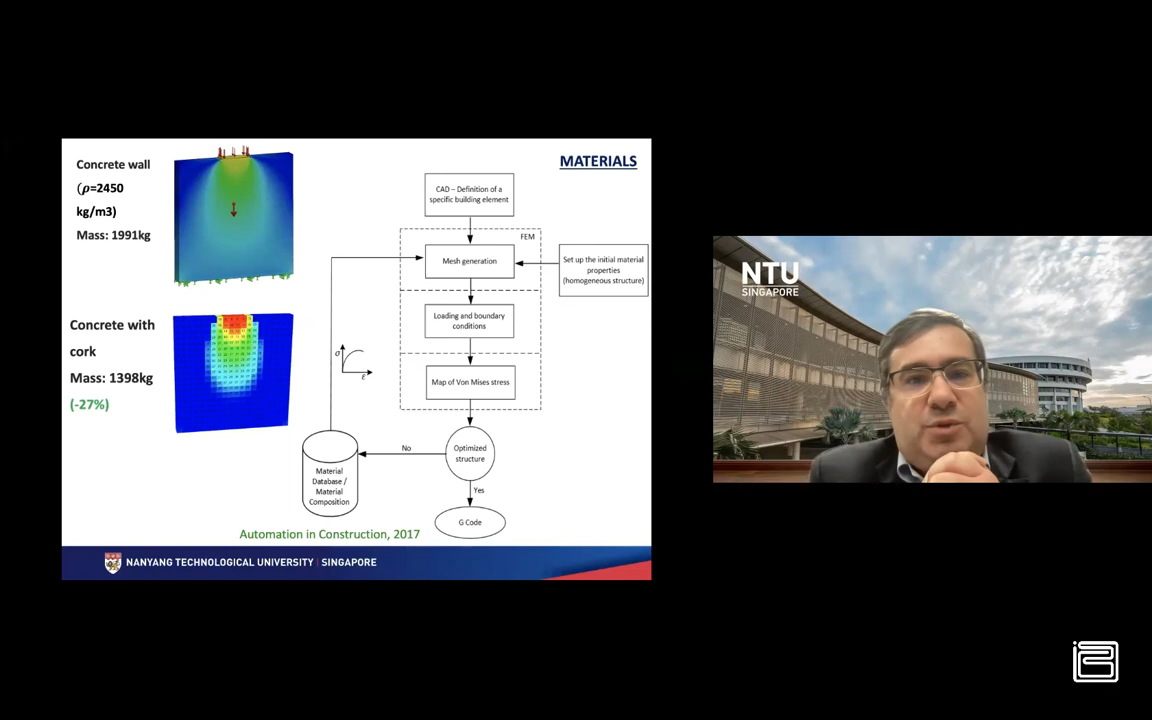 Concrete wall
(ρ=2450
kg/m3)
Mass: 1991kg
Concrete with
cork
Mass: 1398kg
(-27%)
MATERIALS
CAD – Definition of a
specific building element
FEM
Mesh generation
Set up the initial material
properties
(homogeneous structure)
Loading and boundary
conditions
σ
ε
Map of Von Mises stress
Optimized
structure
No
Yes
Material
Database /
Material
Composition
G Code
Automation in Construction, 2017
NANYANG TECHNOLOGICAL UNIVERSITY | SINGAPORE
NTU
SINGAPORE